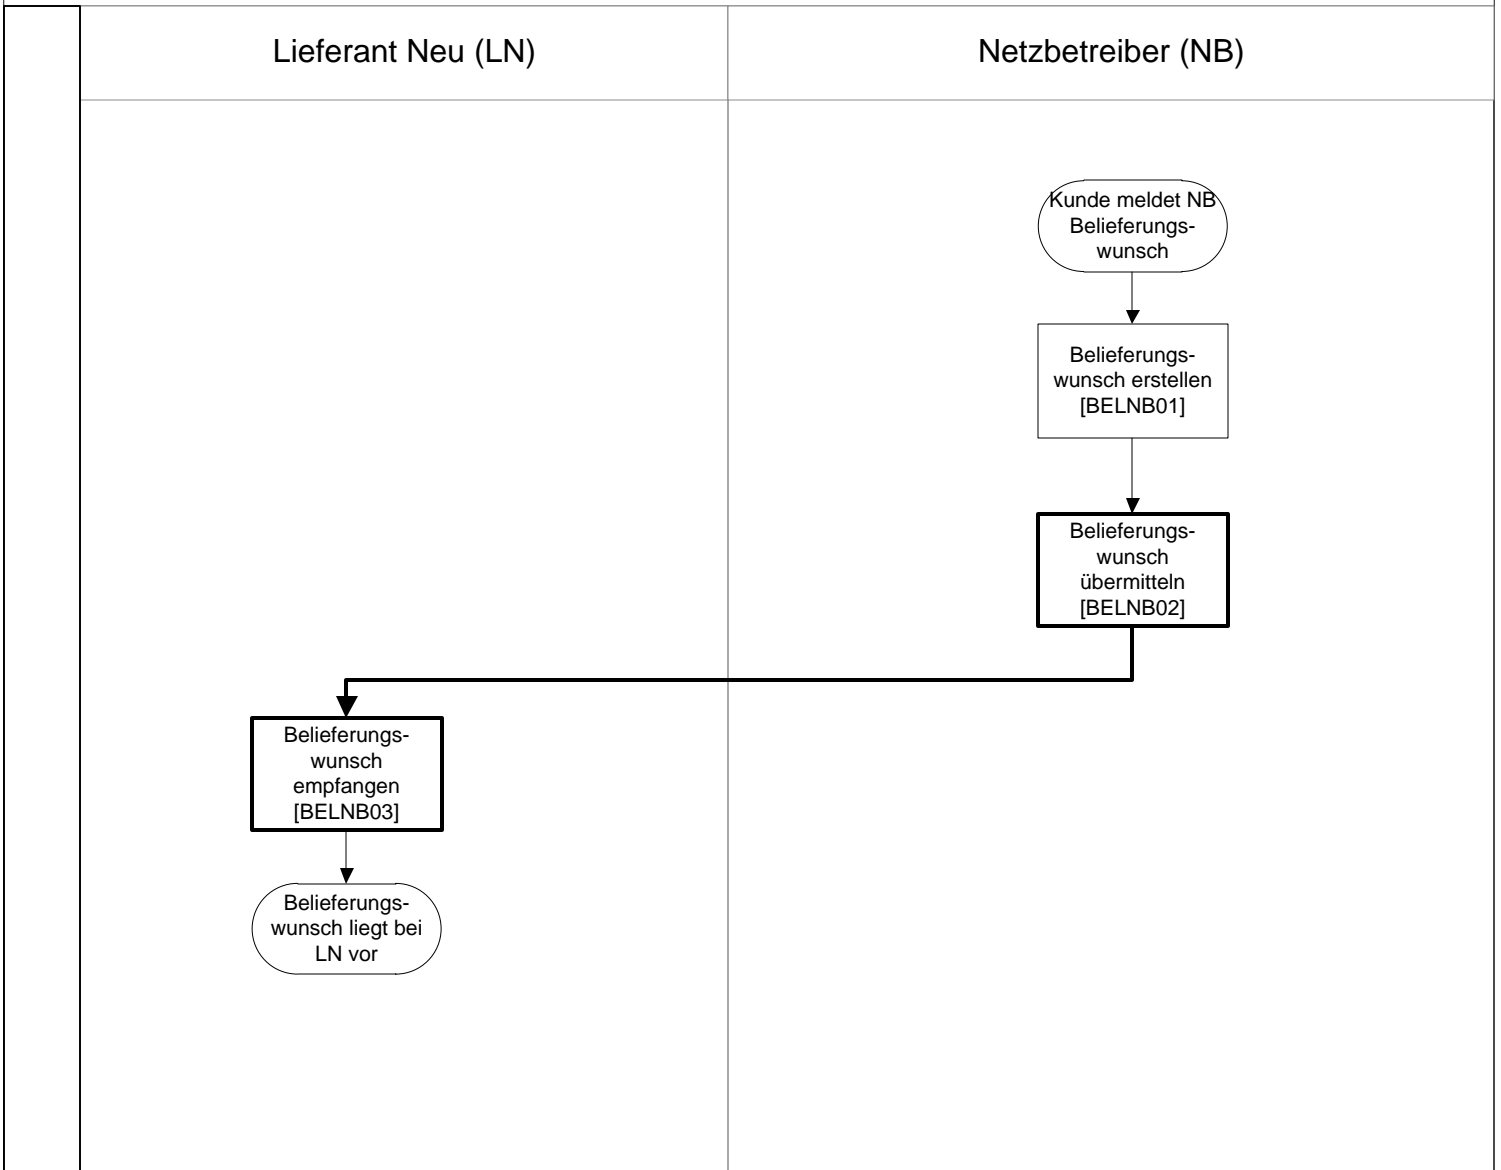 Lieferant Neu (LN)
Netzbetreiber (NB)
Kunde meldet NB
Belieferungs-
wunsch
Belieferungs-
wunsch erstellen
[BELNB01]
Belieferungs-
wunsch
übermitteln
[BELNB02]
Belieferungs-
wunsch
empfangen
[BELNB03]
Belieferungs-
wunsch liegt bei
LN vor